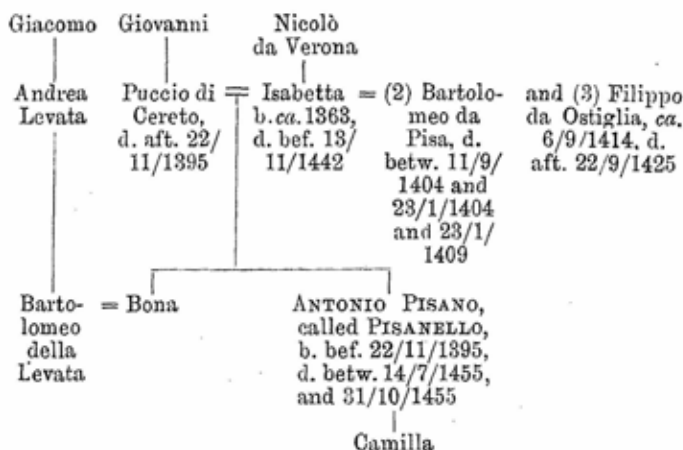 Giacomo Giovanni Nicolò
da Verona
Andrea Puccio di = Isabetta = (2) Bartolo- and (3) Filippo
Levata Cereto, b. ca. 1363, meo da da Ostiglia, ca.
d. aft. 22/ d. bef. 13/ Pisa, d. 6/9/1414, d.
11/1395 11/1442 betw. 11/9/ aft. 22/9/1425
1404 and
23/1/1404
and 23/1/
1409
Barto- = Bona ANTONIO PISANO,
lomeo called PISANELLO,
della b. bef. 22/11/1395,
Levata d. betw. 14/7/1455,
and 31/10/1455
Camilla